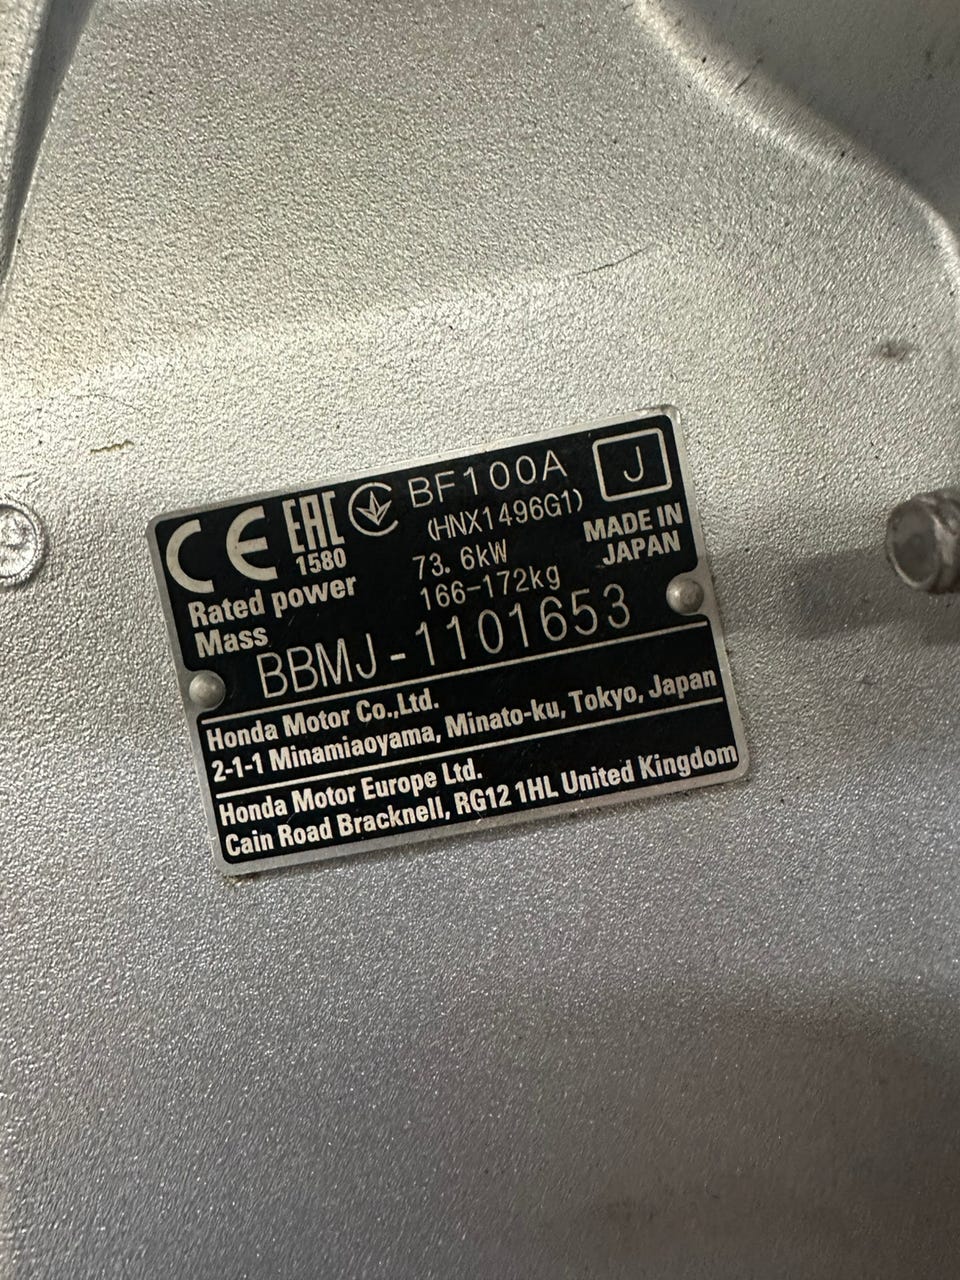 CE EAC BF100A J
1580 (HNX1496G1) MADE IN
JAPAN
Rated power 73.6kW
Mass 166-172kg
BBMJ-1101653
Honda Motor Co.,Ltd.
2-1-1 Minamiaoyama, Minato-ku, Tokyo, Japan
Honda Motor Europe Ltd.
Cain Road Bracknell, RG12 1HL United Kingdom